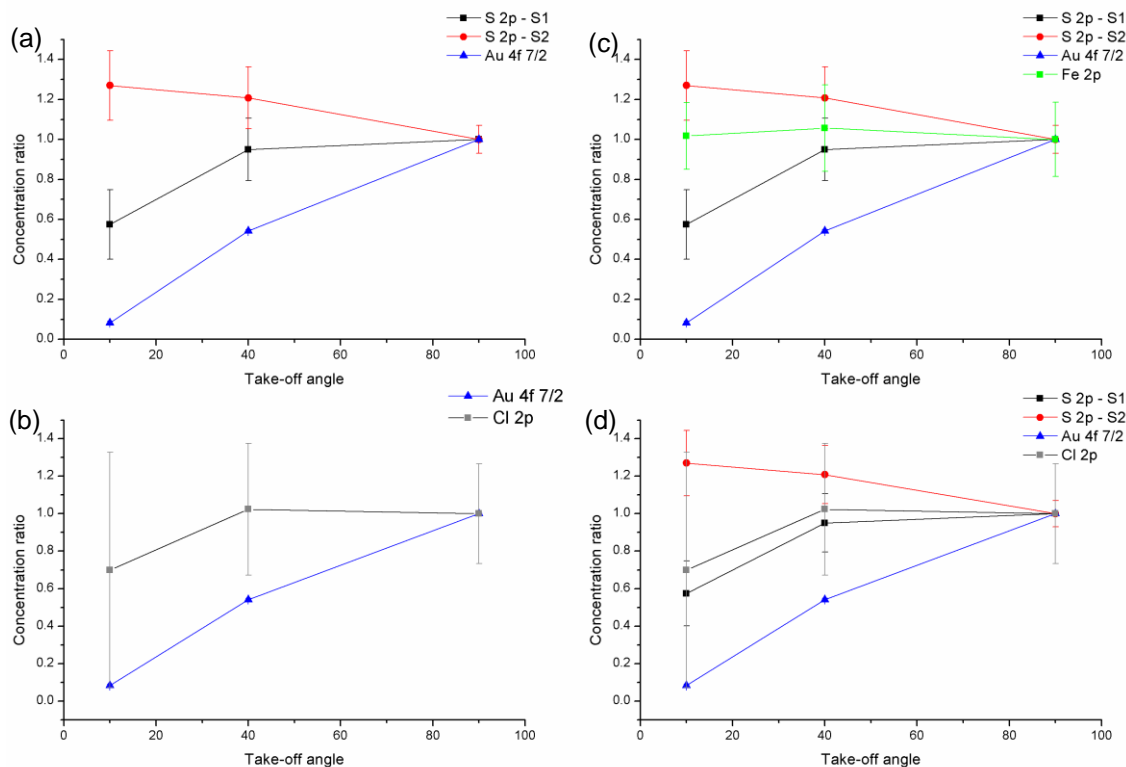 (a)
S 2p - S1
S 2p - S2
Au 4f 7/2
1.4
1.2
1.0
0.8
0.6
0.4
0.2
0.0
Concentration ratio
0 20 40 60 80 100
Take-off angle
(c)
S 2p - S1
S 2p - S2
Au 4f 7/2
Fe 2p
1.4
1.2
1.0
0.8
0.6
0.4
0.2
0.0
Concentration ratio
0 20 40 60 80 100
Take-off angle
(b)
Au 4f 7/2
Cl 2p
1.4
1.2
1.0
0.8
0.6
0.4
0.2
0.0
Concentration ratio
0 20 40 60 80 100
Take-off angle
(d)
S 2p - S1
S 2p - S2
Au 4f 7/2
Cl 2p
1.4
1.2
1.0
0.8
0.6
0.4
0.2
0.0
Concentration ratio
0 20 40 60 80 100
Take-off angle